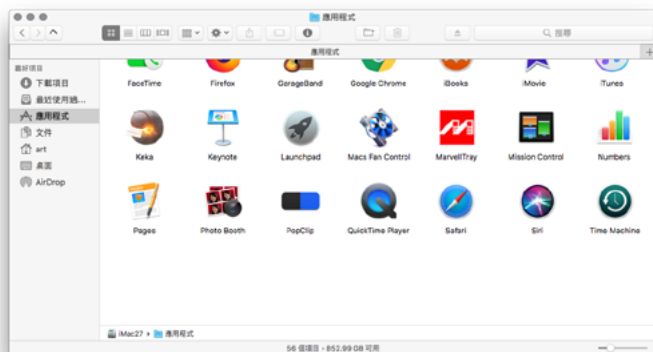 應用程式
搜尋
應用程式
喜好項目
下載項目
最近使用過...
應用程式
文件
art
桌面
AirDrop
FaceTime Firefox GarageBand Google Chrome iBooks iMovie iTunes
Keka Keynote Launchpad Macs Fan Control MarvellTray Mission Control Numbers
Pages Photo Booth PopClip QuickTime Player Safari Siri Time Machine
iMac27 › 應用程式
56 個項目，852.99 GB 可用